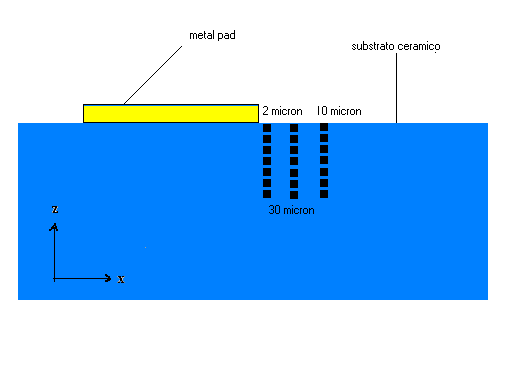 metal pad
substrato ceramico
2 micron
10 micron
30 micron
z
x